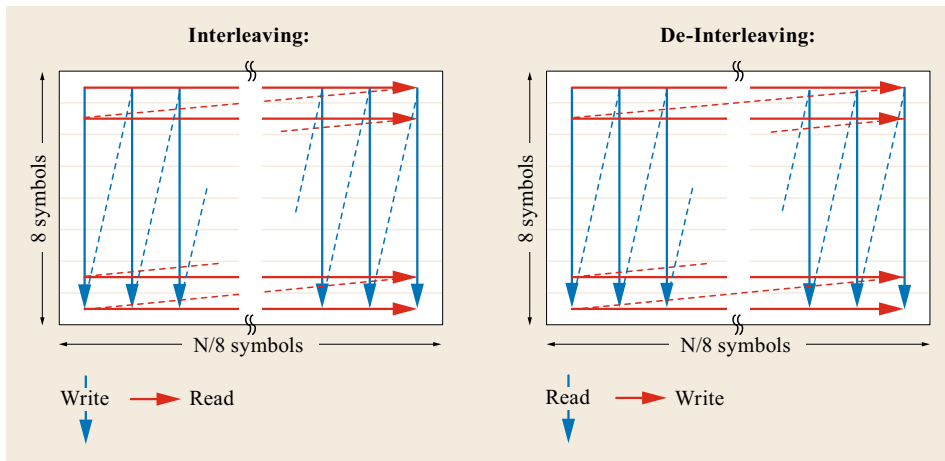 Interleaving:
8 symbols
N/8 symbols
Write
Read
De-Interleaving:
8 symbols
N/8 symbols
Read
Write